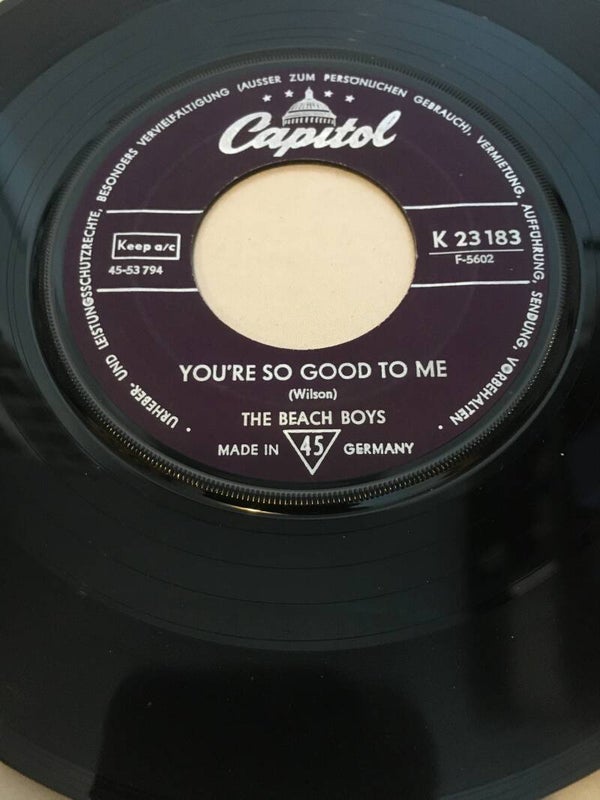 URHEBER- UND LEISTUNGSSCHUTZRECHTE, BESONDERS VERVIELFÄLTIGUNG (AUSSER ZUM PERSÖNLICHEN GEBRAUCH), VERMIETUNG, AUFFÜHRUNG, SENDUNG, VORBEHALTEN
Capitol
Keep a/c
45-53 794
K 23 183
F-5602
YOU'RE SO GOOD TO ME
(Wilson)
THE BEACH BOYS
MADE IN 45 GERMANY